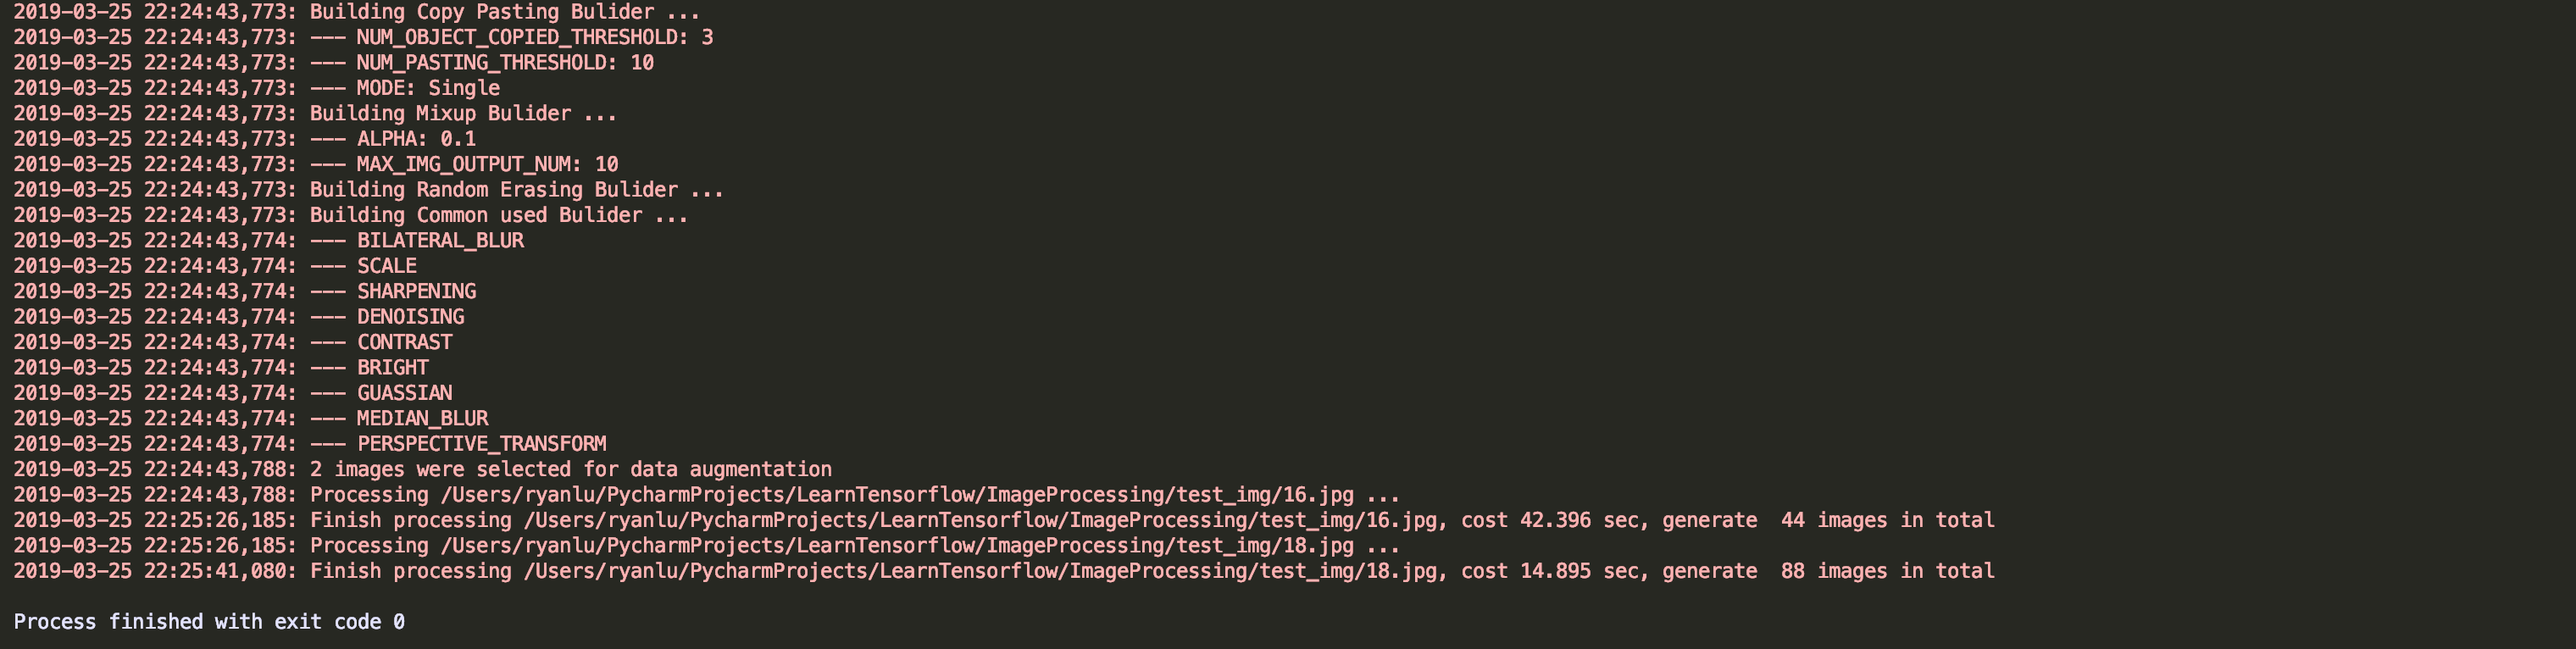 2019-03-25 22:24:43,773: Building Copy Pasting Bulider ...
2019-03-25 22:24:43,773: --- NUM_OBJECT_COPIED_THRESHOLD: 3
2019-03-25 22:24:43,773: --- NUM_PASTING_THRESHOLD: 10
2019-03-25 22:24:43,773: --- MODE: Single
2019-03-25 22:24:43,773: Building Mixup Bulider ...
2019-03-25 22:24:43,773: --- ALPHA: 0.1
2019-03-25 22:24:43,773: --- MAX_IMG_OUTPUT_NUM: 10
2019-03-25 22:24:43,773: Building Random Erasing Bulider ...
2019-03-25 22:24:43,773: Building Common used Bulider ...
2019-03-25 22:24:43,774: --- BILATERAL_BLUR
2019-03-25 22:24:43,774: --- SCALE
2019-03-25 22:24:43,774: --- SHARPENING
2019-03-25 22:24:43,774: --- DENOISING
2019-03-25 22:24:43,774: --- CONTRAST
2019-03-25 22:24:43,774: --- BRIGHT
2019-03-25 22:24:43,774: --- GUASSIAN
2019-03-25 22:24:43,774: --- MEDIAN_BLUR
2019-03-25 22:24:43,774: --- PERSPECTIVE_TRANSFORM
2019-03-25 22:24:43,788: 2 images were selected for data augmentation
2019-03-25 22:24:43,788: Processing /Users/ryanlu/PycharmProjects/LearnTensorflow/ImageProcessing/test_img/16.jpg ...
2019-03-25 22:25:26,185: Finish processing /Users/ryanlu/PycharmProjects/LearnTensorflow/ImageProcessing/test_img/16.jpg, cost 42.396 sec, generate  44 images in total
2019-03-25 22:25:26,185: Processing /Users/ryanlu/PycharmProjects/LearnTensorflow/ImageProcessing/test_img/18.jpg ...
2019-03-25 22:25:41,080: Finish processing /Users/ryanlu/PycharmProjects/LearnTensorflow/ImageProcessing/test_img/18.jpg, cost 14.895 sec, generate  88 images in total
Process finished with exit code 0